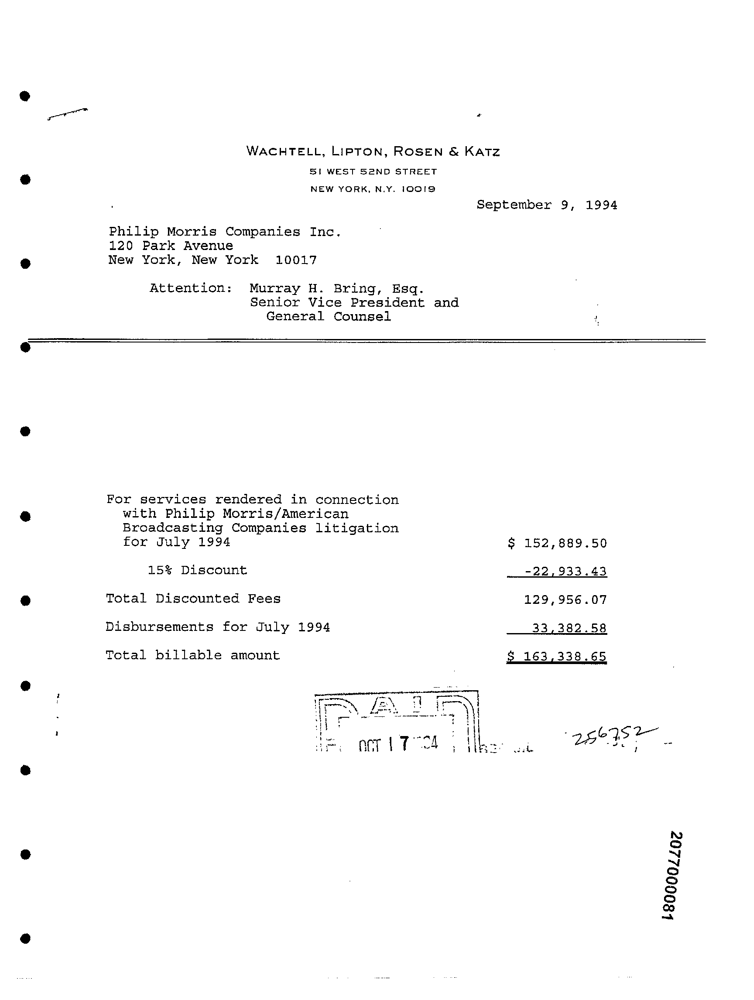 WACHTELL, LIPTON, ROSEN & KATZ
51 WEST 52ND STREET
NEW YORK, N.Y. 10019
September 9, 1994
Philip Morris Companies Inc.
120 Park Avenue
New York, New York 10017
Attention: Murray H. Bring, Esq.
Senior Vice President and
General Counsel
For services rendered in connection
with Philip Morris/American
Broadcasting Companies litigation
for July 1994 $ 152,889.50
15% Discount -22,933.43
Total Discounted Fees 129,956.07
Disbursements for July 1994 33,382.58
Total billable amount $ 163,338.65
PAID
OCT 17
256752
2077000081